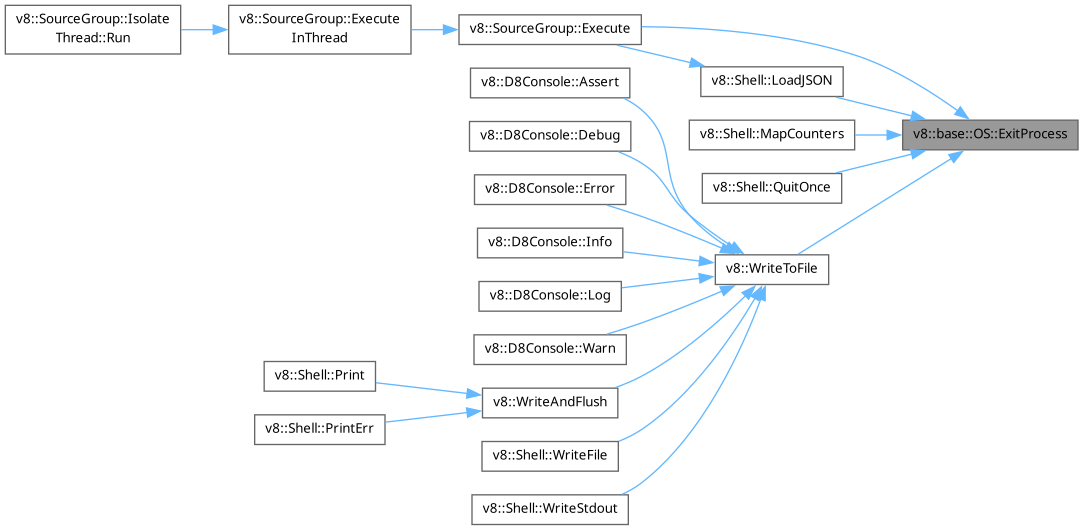 v8::SourceGroup::Isolate
Thread::Run
v8::SourceGroup::Execute
InThread
v8::SourceGroup::Execute
v8::Shell::LoadJSON
v8::D8Console::Assert
v8::base::OS::ExitProcess
v8::Shell::MapCounters
v8::D8Console::Debug
v8::Shell::QuitOnce
v8::D8Console::Error
v8::D8Console::Info
v8::WriteToFile
v8::D8Console::Log
v8::D8Console::Warn
v8::Shell::Print
v8::WriteAndFlush
v8::Shell::PrintErr
v8::Shell::WriteFile
v8::Shell::WriteStdout